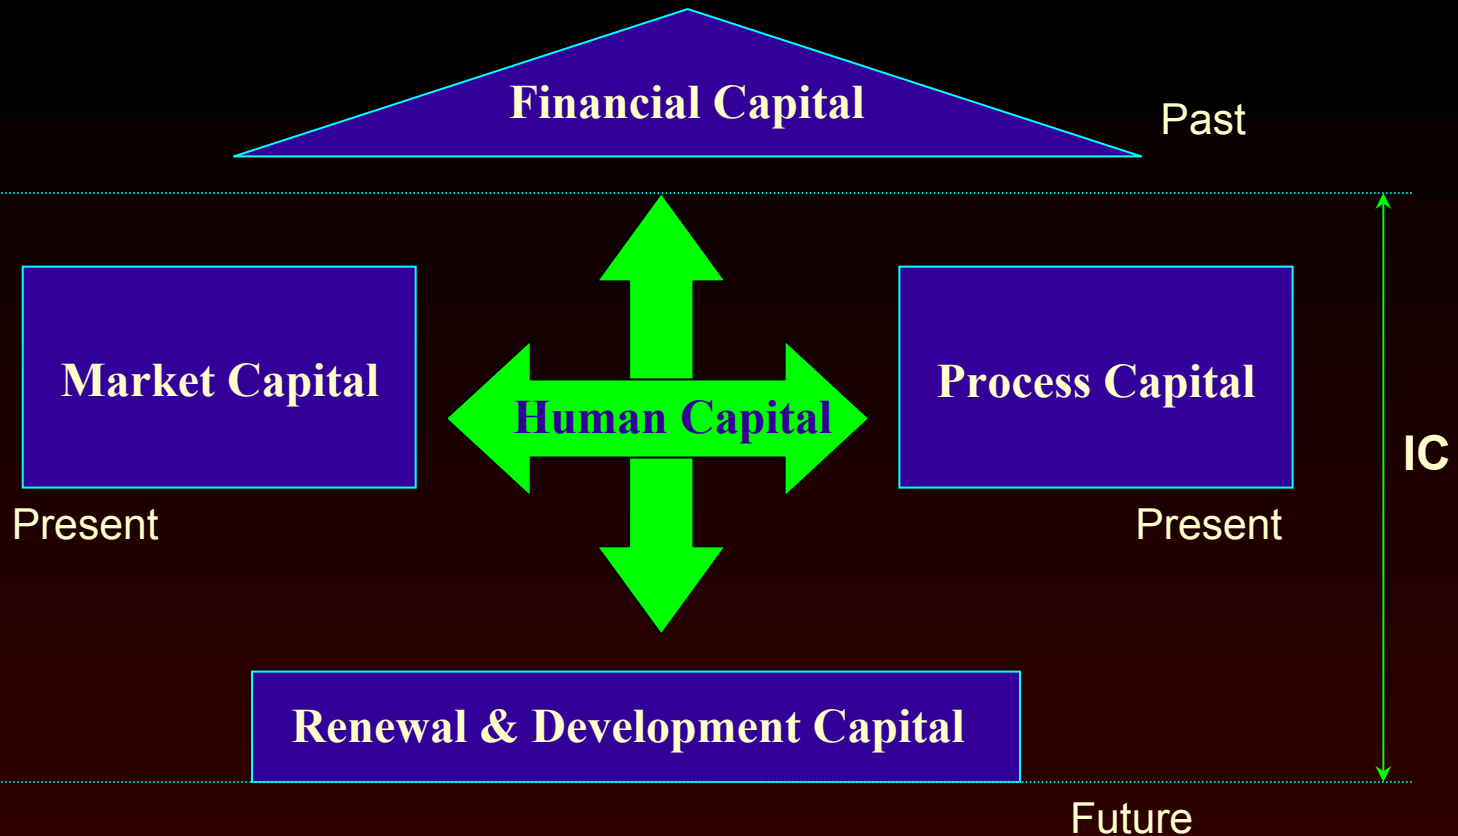 Financial Capital
Past
Market Capital
Human Capital
Process Capital
IC
Present
Present
Renewal & Development Capital
Future